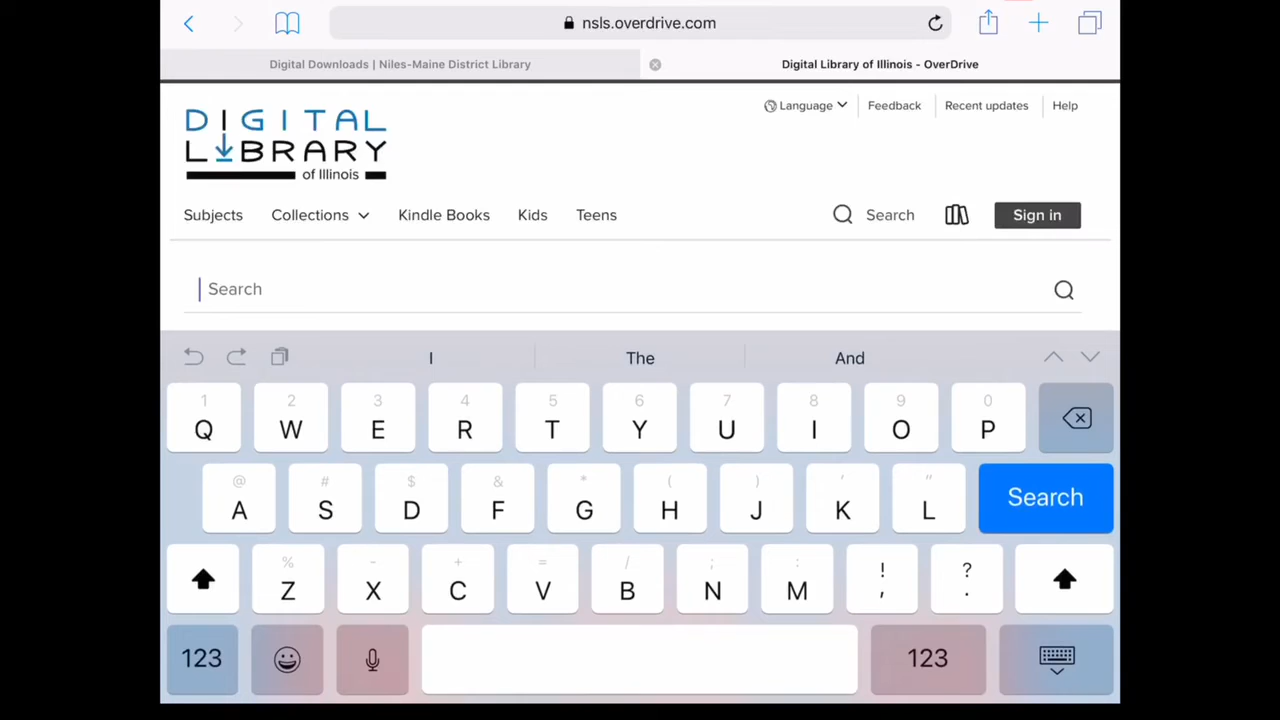 nsls.overdrive.com
Digital Downloads | Niles-Maine District Library
Digital Library of Illinois - OverDrive
Language Feedback Recent updates Help
DIGITAL
LIBRARY
of Illinois
Subjects Collections Kindle Books Kids Teens Search Sign in
Search
I The And
1 2 3 4 5 6 7 8 9 0
Q W E R T Y U I O P
@ # $ & * ( ) ' "
A S D F G H J K L Search
% - + = / ; : ! ?
Z X C V B N M , .
123 123